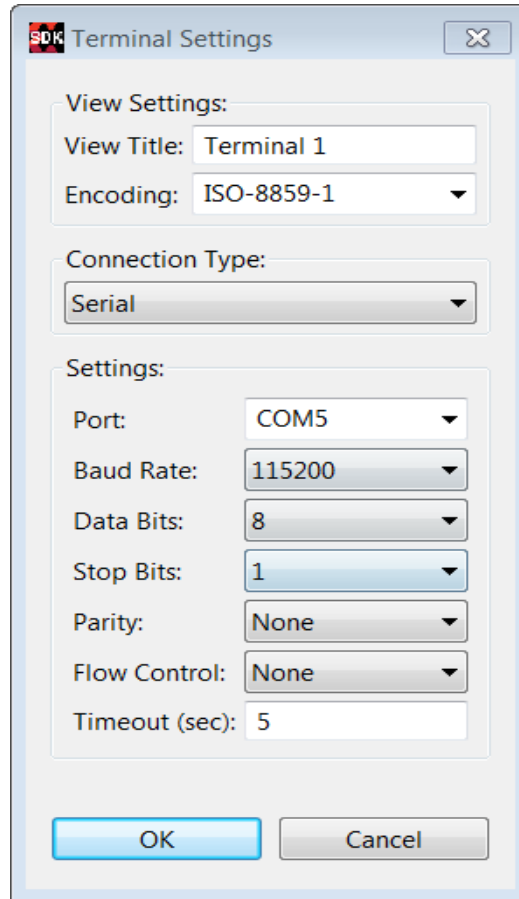 SDK Terminal Settings
View Settings:
View Title: Terminal 1
Encoding: ISO-8859-1
Connection Type:
Serial
Settings:
Port: COM5
Baud Rate: 115200
Data Bits: 8
Stop Bits: 1
Parity: None
Flow Control: None
Timeout (sec): 5
OK Cancel